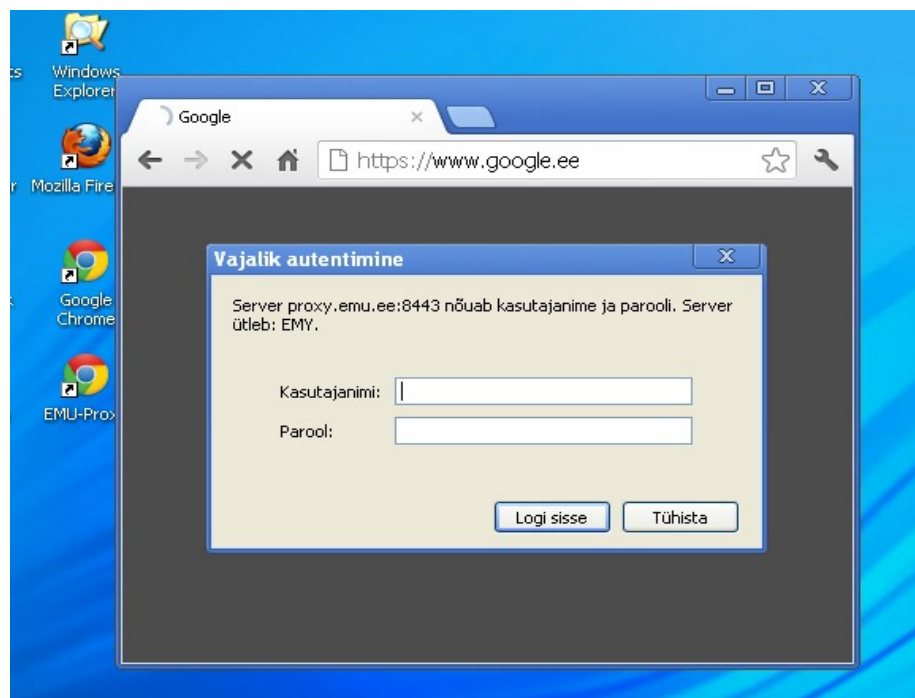 Windows
Explorer
Mozilla Fire
Google
Chrome
EMU-Prox
Google
https://www.google.ee
Vajalik autentimine
Server proxy.emu.ee:8443 nõuab kasutajanime ja parooli. Server
ütleb: EMY.
Kasutajanimi:
Parool:
Logi sisse
Tühista